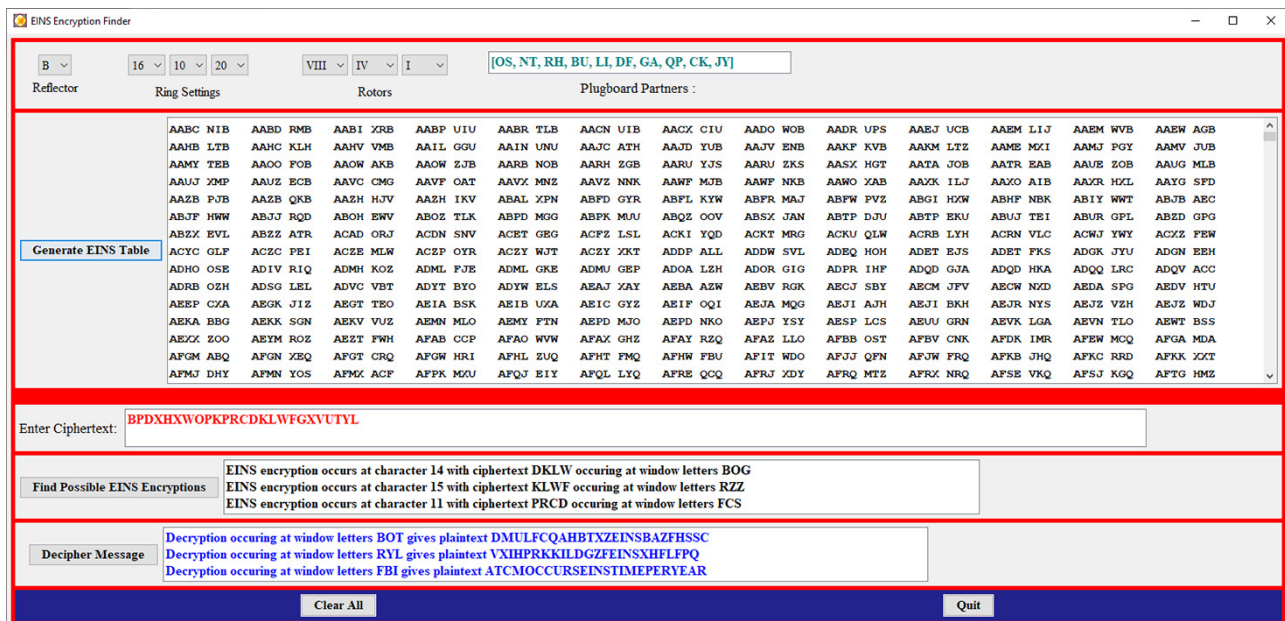 EINS Encryption Finder
B 16 10 20 VIII IV I [OS, NT, RH, BU, LI, DF, GA, QP, CK, JY]
Reflector Ring Settings Rotors Plugboard Partners :
AABC NIB AABD RMB AABI XRB AABP UIU AABR TLB AACN UIB AACX CIU AADO WOB AADR UPS AAEJ UCB AAEM LIJ AAEM WVB AAEW AGB
AAHB LTB AAHC KLH AAHV VMB AAIL GGU AAIN UNU AAJC ATH AAJD YUB AAJV ENB AAKF KVB AAKM LTZ AAME MXI AAMJ PGY AAMV JUB
AAMY TEB AAOO FOB AAOW AKB AAOW ZJB AARB NOB AARH ZGB AARU YJS AARU ZKS AASX HGT AATA JOB AATR EAB AAUE ZOB AAUG MLB
AAUJ XMP AAUZ ECB AAVC CMG AAVF OAT AAVX MNZ AAVZ NNK AAWF MJB AAWF NKB AAWO XAB AAXK ILJ AAXO AIB AAXR HXL AAYG SFD
AAZB PJB AAZB QKB AAZH HJV AAZH IKV ABAL XPN ABFD GYR ABFL KYW ABFR MAJ ABFW PVZ ABGI HXW ABHF NBK ABIY WWT ABJB AEC
ABJF HWW ABJJ RQD ABOH EWV ABOZ TLK ABPD MGG ABPK MUU ABQZ OOV ABSX JAN ABTP DJU ABTP EKU ABUJ TEI ABUR GPL ABZD GPG
ABZX EVL ABZZ ATR ACAD ORJ ACDN SNV ACET GEG ACFZ LSL ACKI YQD ACKT MRG ACKU QLW ACRB LYH ACRN VLC ACWJ YWY ACXZ FEW
Generate EINS Table ACYC GLF ACZC PEI ACZE MLW ACZP OYR ACZY WJT ACZY XKT ADDP ALL ADDW SVL ADEQ HOH ADET EJS ADET FKS ADGK JYU ADGN EEH
ADHO OSE ADIV RIQ ADMH KOZ ADML FJE ADML GKE ADMU GEP ADOA LZH ADOR GIG ADPR IHF ADQD GJA ADQD HKA ADQQ LRC ADQV ACC
ADRB OZH ADSG LEL ADVC VBT ADYT BYO ADYW ELS AEAJ XAY AEBA AZW AEBV RGK AECJ SBY AECM JFV AECW NXD AEDA SPG AEDV HTU
AEEP CXA AEGK JIZ AEGT TEO AEIA BSK AEIB UXA AEIC GYZ AEIF OQI AEJA MQG AEJI AJH AEJI BKH AEJR NYS AEJZ VZH AEJZ WDJ
AEKA BBG AEKK SGN AEKV VUZ AEMN MLO AEMY FTN AEPD MJO AEPD NKO AEPJ YSY AESP LCS AEUU GRN AEVK LGA AEVN TLO AEWT BSS
AEXX ZOO AEYM ROZ AEZT FWH AFAB CCP AFAO WVW AFAX GHZ AFAY RZQ AFAZ LLO AFBB OST AFBV CNK AFDK IMR AFEW MCQ AFGA MDA
AFGM ABQ AFGN XEQ AFGT CRQ AFGW HRI AFHL ZUQ AFHT FMQ AFHW FBU AFIT WDO AFJJ QFN AFJW FRQ AFKB JHQ AFKC RRD AFKK XXT
AFMJ DHY AFMN YOS AFMX ACF AFPK MXU AFQJ EIY AFQL LYQ AFRE QCQ AFRJ XDY AFRQ MTZ AFRX NRQ AFSE VKQ AFSJ KGQ AFTG HMZ
Enter Ciphertext: BPDXHXWOPKPRCDKLWFGXVUTYL
EINS encryption occurs at character 14 with ciphertext DKLW occuring at window letters BOG
Find Possible EINS Encryptions EINS encryption occurs at character 15 with ciphertext KLWF occuring at window letters RZZ
EINS encryption occurs at character 11 with ciphertext PRCD occuring at window letters FCS
Decryption occuring at window letters BOT gives plaintext DMULFCQAHBTXZEINSBAZFHSSC
Decipher Message Decryption occuring at window letters RYL gives plaintext VXIHPRKKILDGZFEINSXHFLFPQ
Decryption occuring at window letters FBI gives plaintext ATCMOCCURSEINSTIMEPERYEAR
Clear All Quit